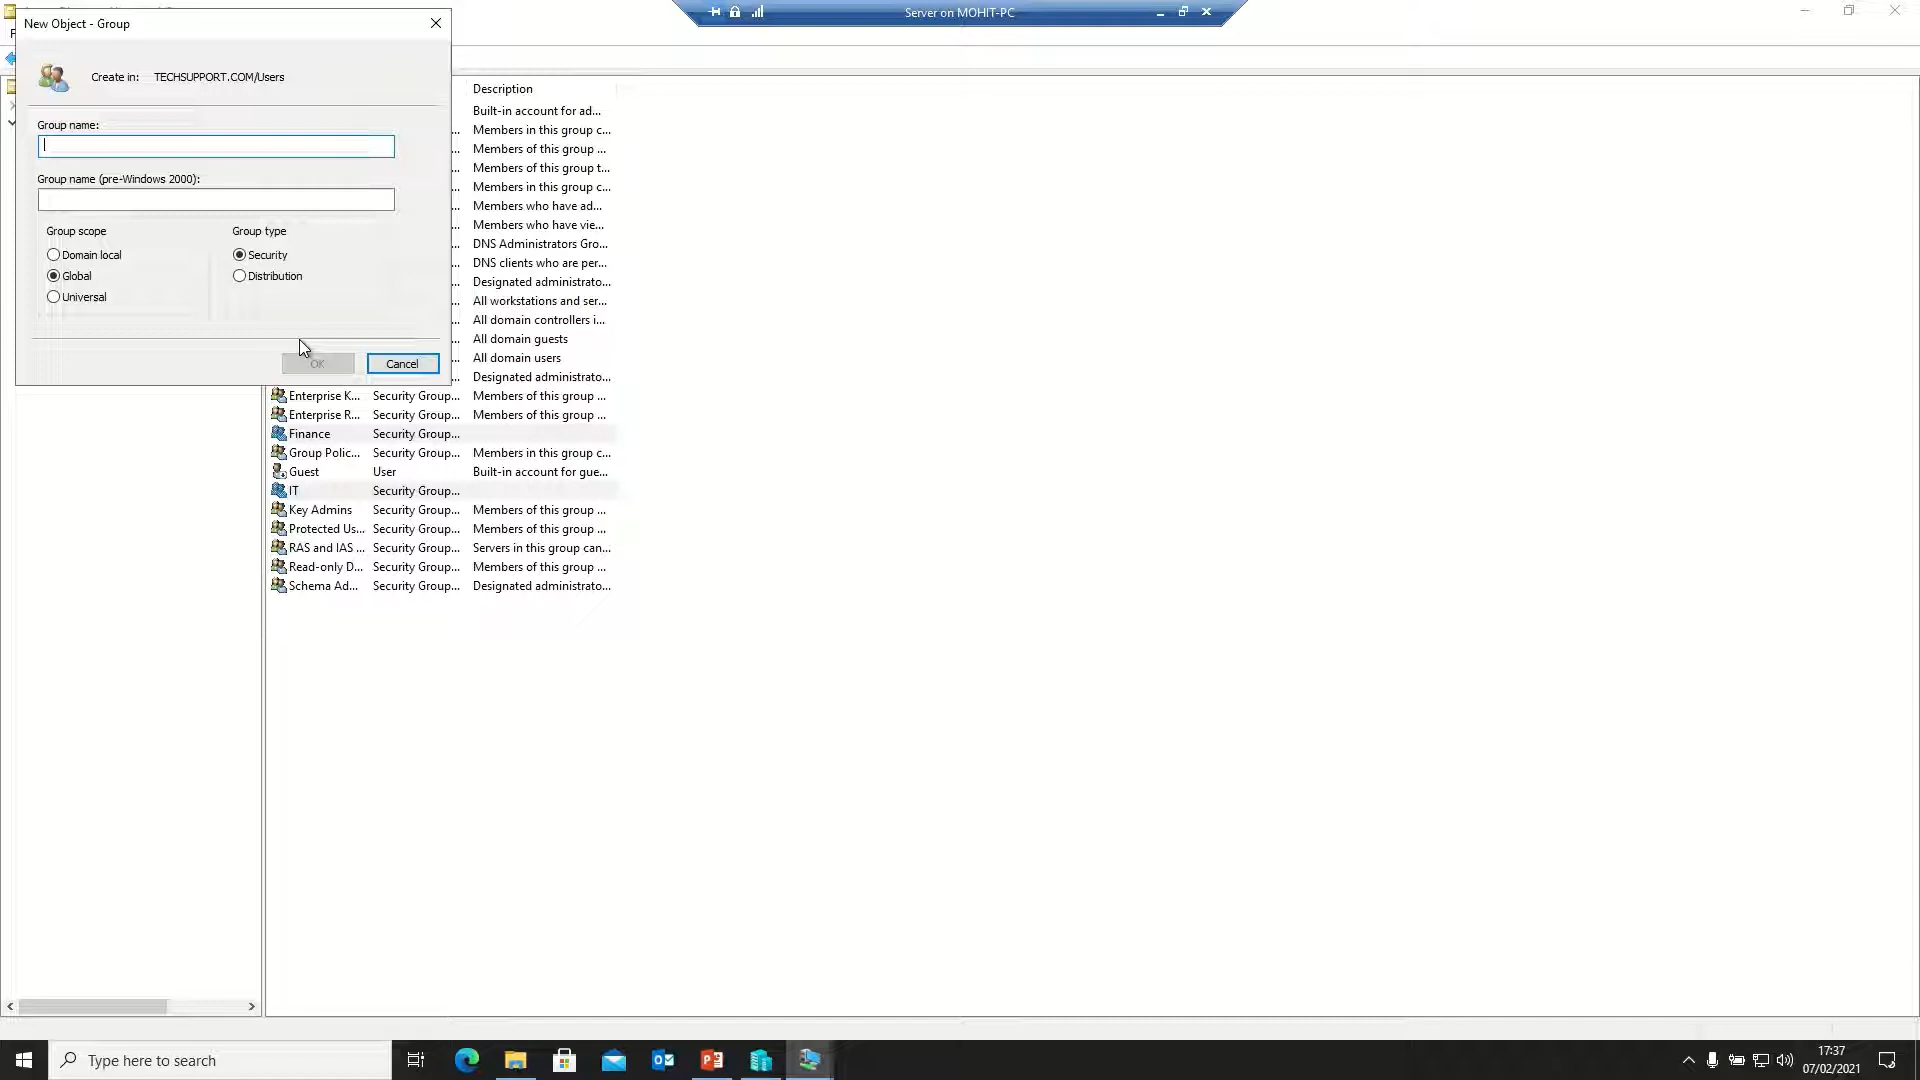 New Object - Group
Server on MOHIT-PC
Create in: TECHSUPPORT.COM/Users
Group name:
Group name (pre-Windows 2000):
Group scope
Group type
Domain local
Security
Global
Distribution
Universal
OK
Cancel
Description
Built-in account for ad...
... Members in this group c...
... Members of this group ...
... Members of this group t...
... Members in this group c...
... Members who have ad...
... Members who have vie...
... DNS Administrators Gro...
... DNS clients who are per...
... Designated administrato...
... All workstations and ser...
... All domain controllers i...
... All domain guests
... All domain users
... Designated administrato...
Enterprise K... Security Group... Members of this group ...
Enterprise R... Security Group... Members of this group ...
Finance Security Group...
Group Polic... Security Group... Members in this group c...
Guest User Built-in account for gue...
IT Security Group...
Key Admins Security Group... Members of this group ...
Protected Us... Security Group... Members of this group ...
RAS and IAS ... Security Group... Servers in this group can...
Read-only D... Security Group... Members of this group ...
Schema Ad... Security Group... Designated administrato...
Type here to search
17:37
07/02/2021